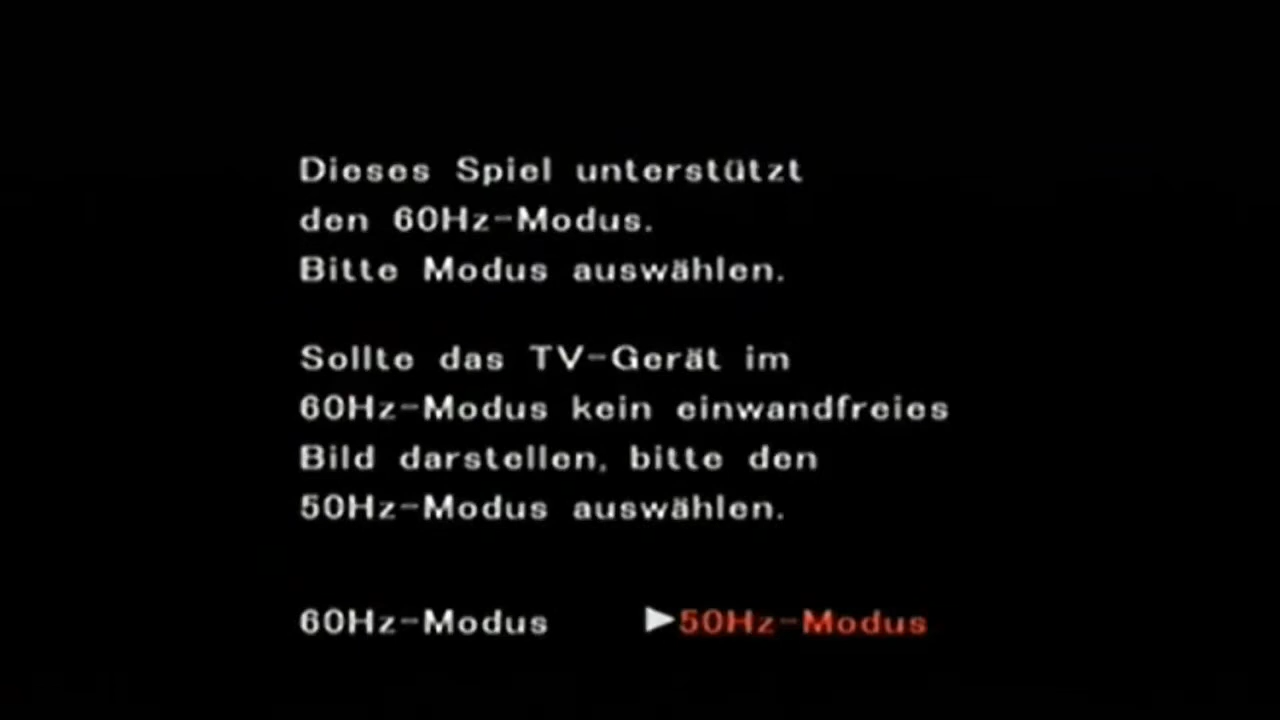 Dieses Spiel unterstützt
den 60Hz-Modus.
Bitte Modus auswählen.
Sollte das TV-Gerät im
60Hz-Modus kein einwandfreies
Bild darstellen, bitte den
50Hz-Modus auswählen.
60Hz-Modus ▶50Hz-Modus